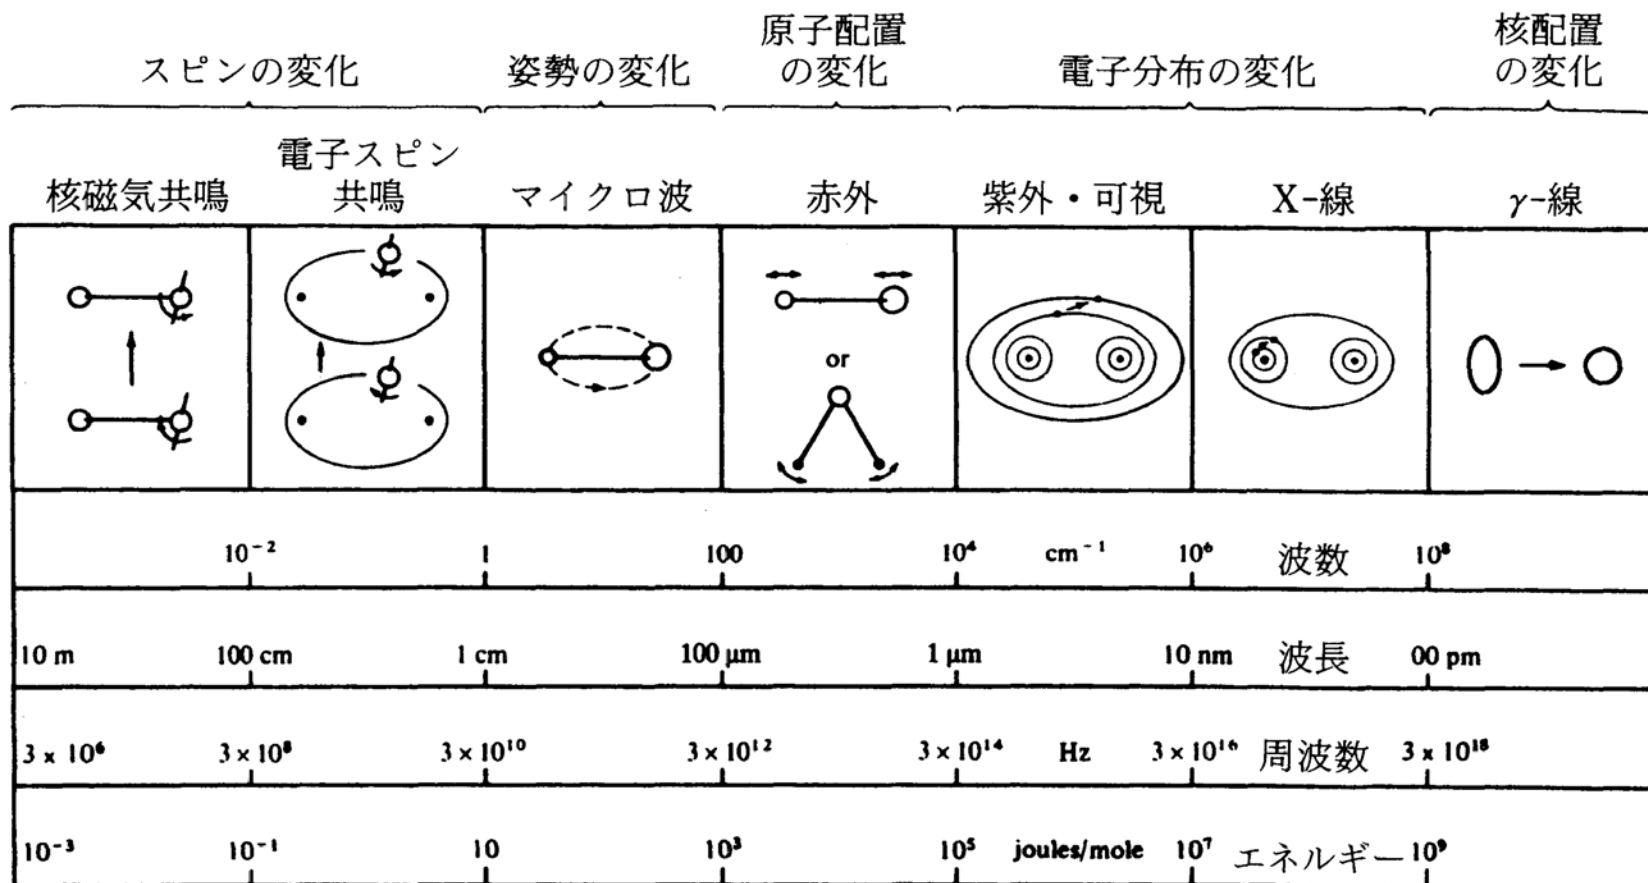 原子配置
の変化
核配置
の変化
スピンの変化
姿勢の変化
電子分布の変化
電子スピン
共鳴
核磁気共鳴
マイクロ波
赤外
紫外・可視
X-線
γ-線
or
10⁻² 1 100 10⁴ cm⁻¹ 10⁶ 波数 10⁸
10 m 100 cm 1 cm 100 μm 1 μm 10 nm 波長 00 pm
3 × 10⁶ 3 × 10⁸ 3 × 10¹⁰ 3 × 10¹² 3 × 10¹⁴ Hz 3 × 10¹⁶ 周波数 3 × 10¹⁸
10⁻³ 10⁻¹ 10 10³ 10⁵ joules/mole 10⁷ エネルギー 10⁹